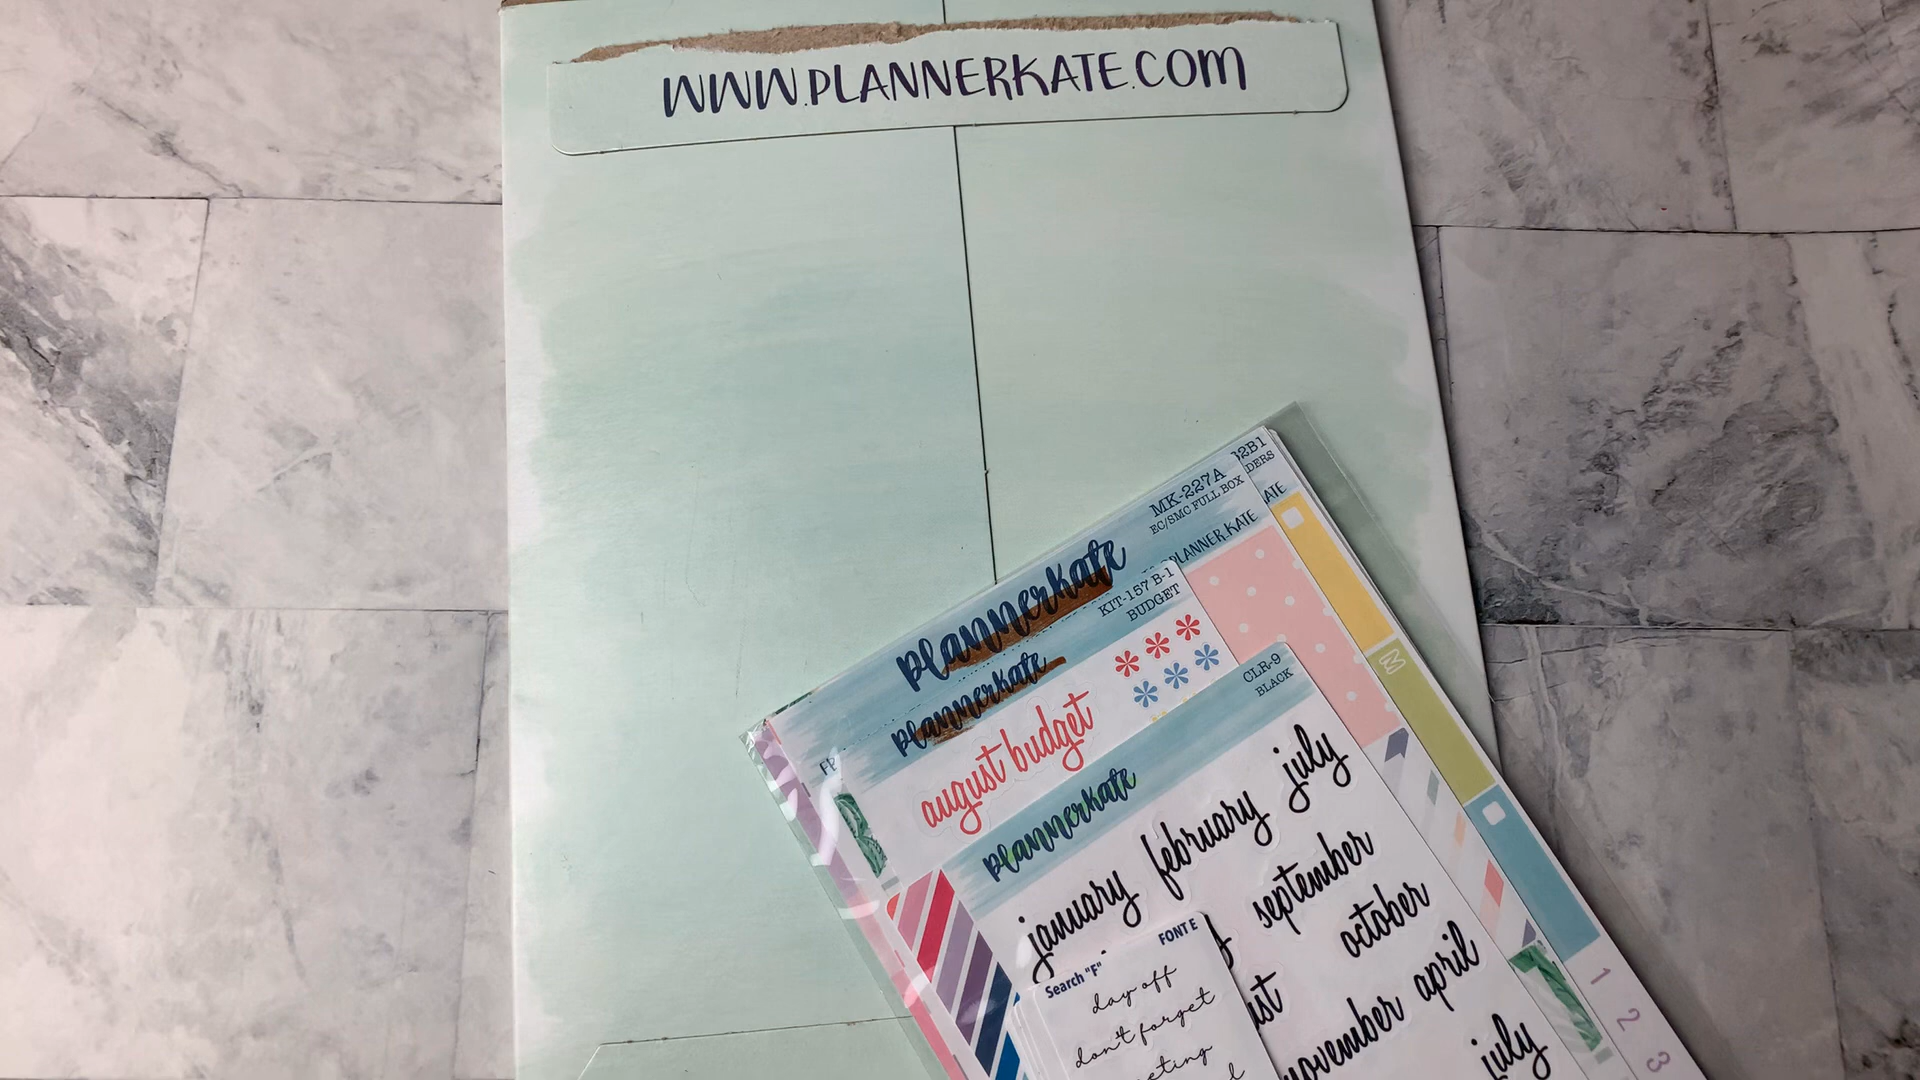 WWW.PLANNERKATE.COM
MK-227A
EC/SMC FULL BOX
PLANNER_KATE
plannerkate
KIT-157 B-1
BUDGET
plannerkate
august budget
CLR-9
BLACK
plannerkate
january february july
september
october
november april
july
FONT E
Search "F"
day off
don't forget
1
2
3